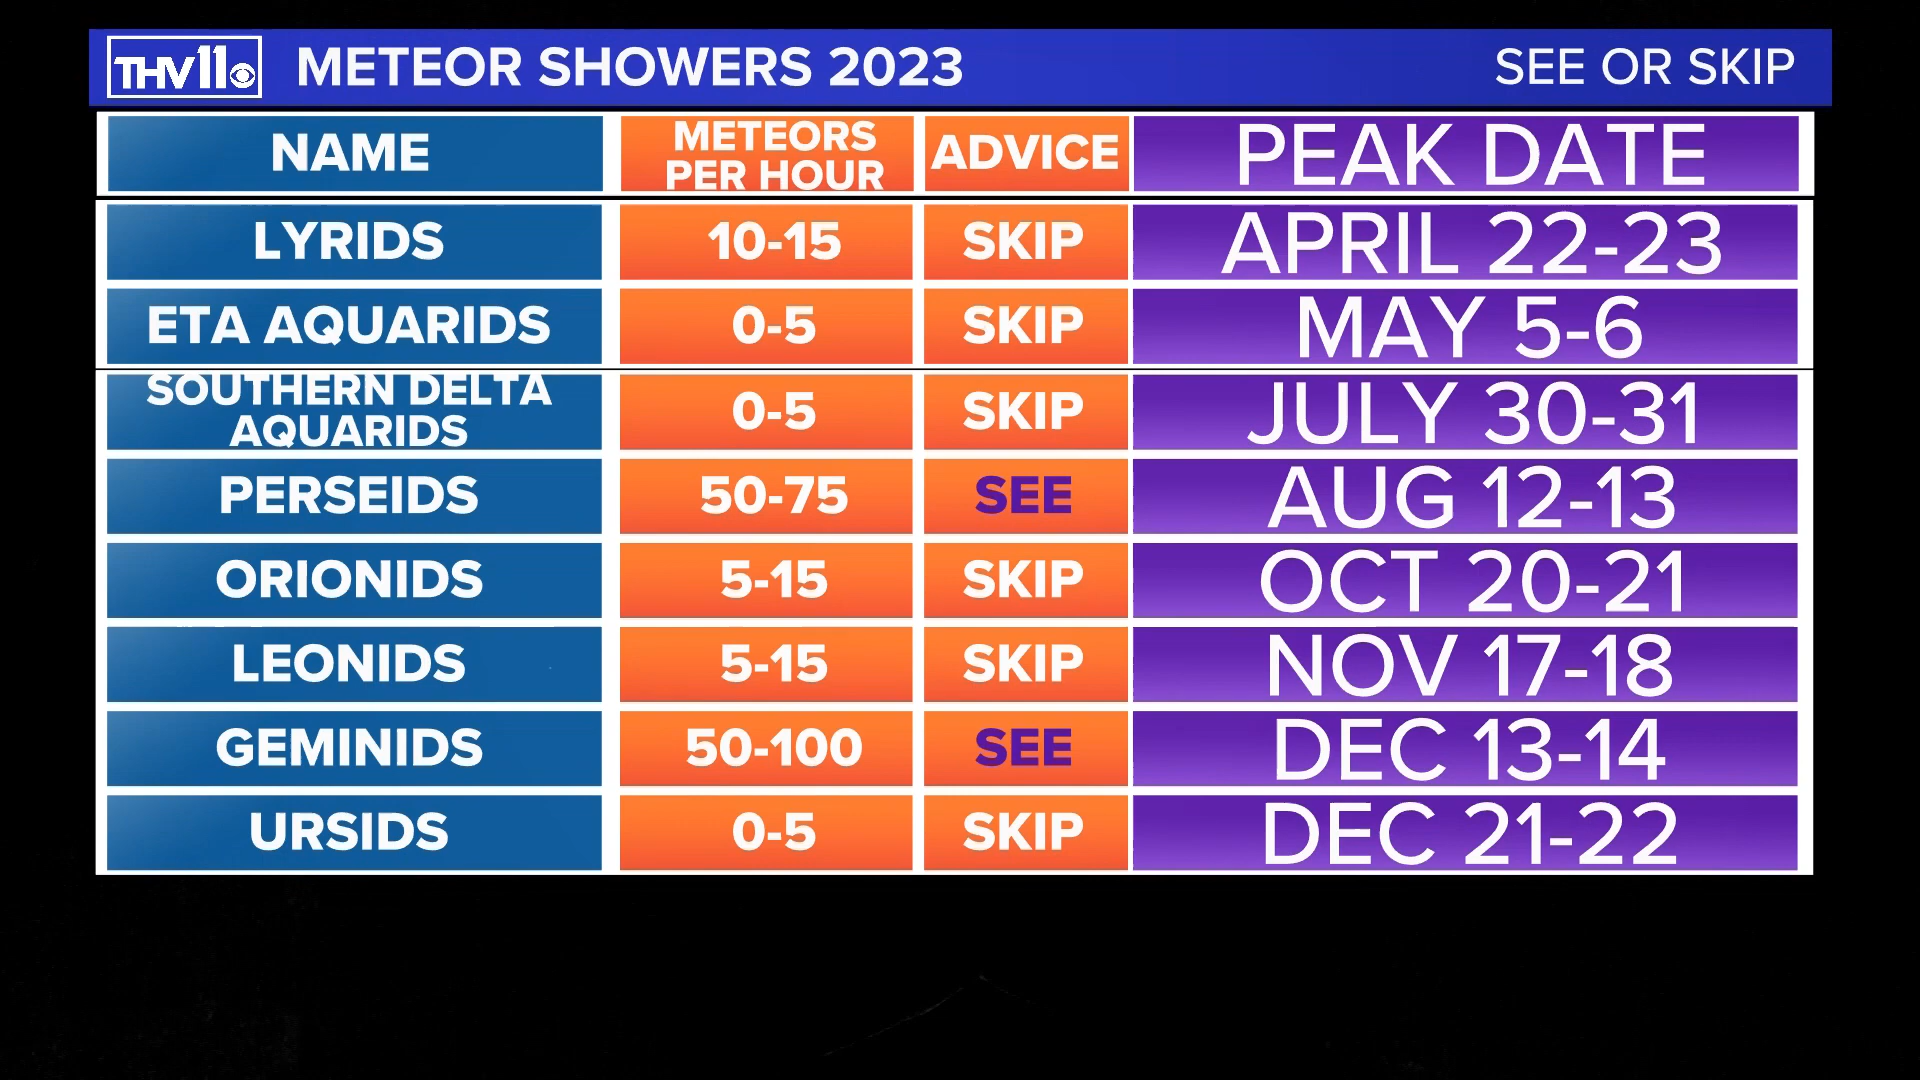 THV11 METEOR SHOWERS 2023 SEE OR SKIP
NAME METEORS PER HOUR ADVICE PEAK DATE
LYRIDS 10-15 SKIP APRIL 22-23
ETA AQUARIDS 0-5 SKIP MAY 5-6
SOUTHERN DELTA AQUARIDS 0-5 SKIP JULY 30-31
PERSEIDS 50-75 SEE AUG 12-13
ORIONIDS 5-15 SKIP OCT 20-21
LEONIDS 5-15 SKIP NOV 17-18
GEMINIDS 50-100 SEE DEC 13-14
URSIDS 0-5 SKIP DEC 21-22